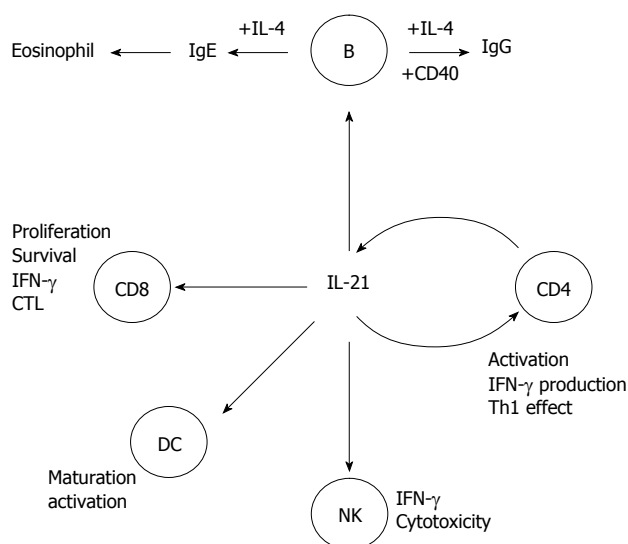 Eosinophil
IgE
+IL-4
B
+IL-4
+CD40
IgG
Proliferation
Survival
IFN-γ
CTL
CD8
IL-21
CD4
Activation
IFN-γ production
Th1 effect
DC
Maturation
activation
NK
IFN-γ
Cytotoxicity